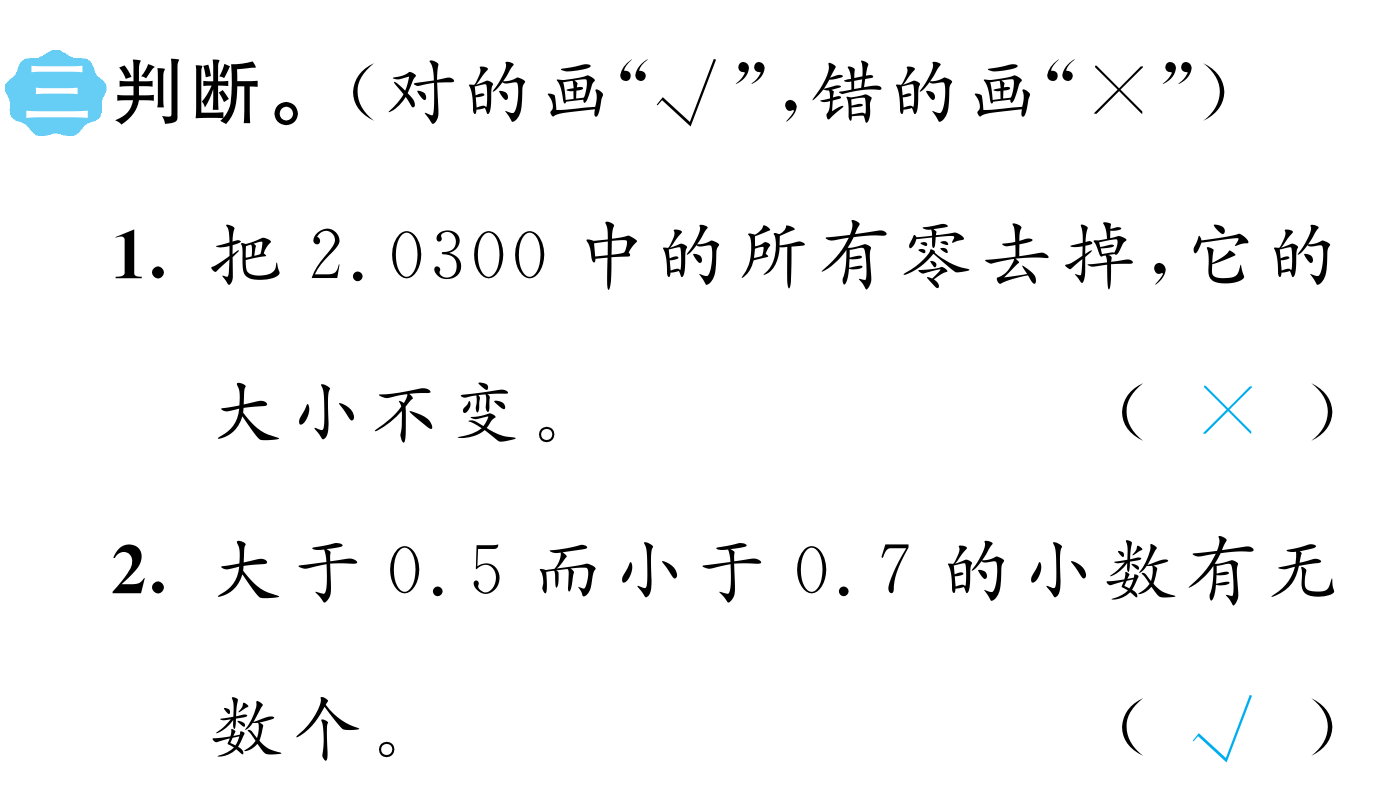 三 判断。(对的画“√”,错的画“×”)
1. 把 2.0300 中的所有零去掉,它的
大小不变。 ( × )
2. 大于 0.5 而小于 0.7 的小数有无
数个。 ( √ )